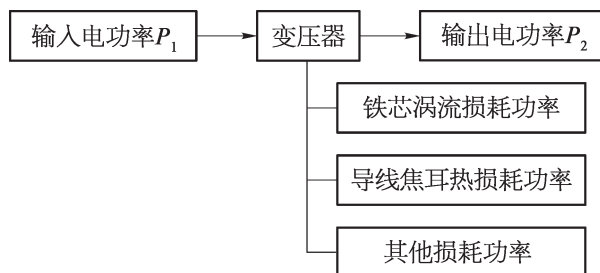 输入电功率P₁
变压器
输出电功率P₂
铁芯涡流损耗功率
导线焦耳热损耗功率
其他损耗功率